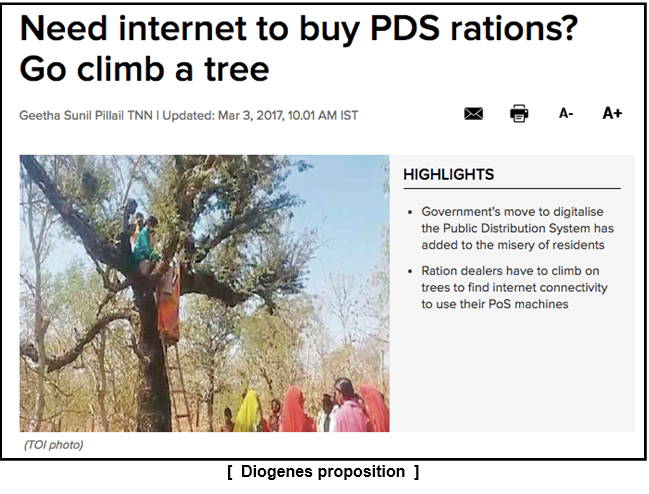 Need internet to buy PDS rations?
Go climb a tree
Geetha Sunil Pillail TNN | Updated: Mar 3, 2017, 10.01 AM IST
A- A+
HIGHLIGHTS
• Government's move to digitalise
the Public Distribution System has
added to the misery of residents
• Ration dealers have to climb on
trees to find internet connectivity
to use their PoS machines
(TOI photo)
[ Diogenes proposition ]